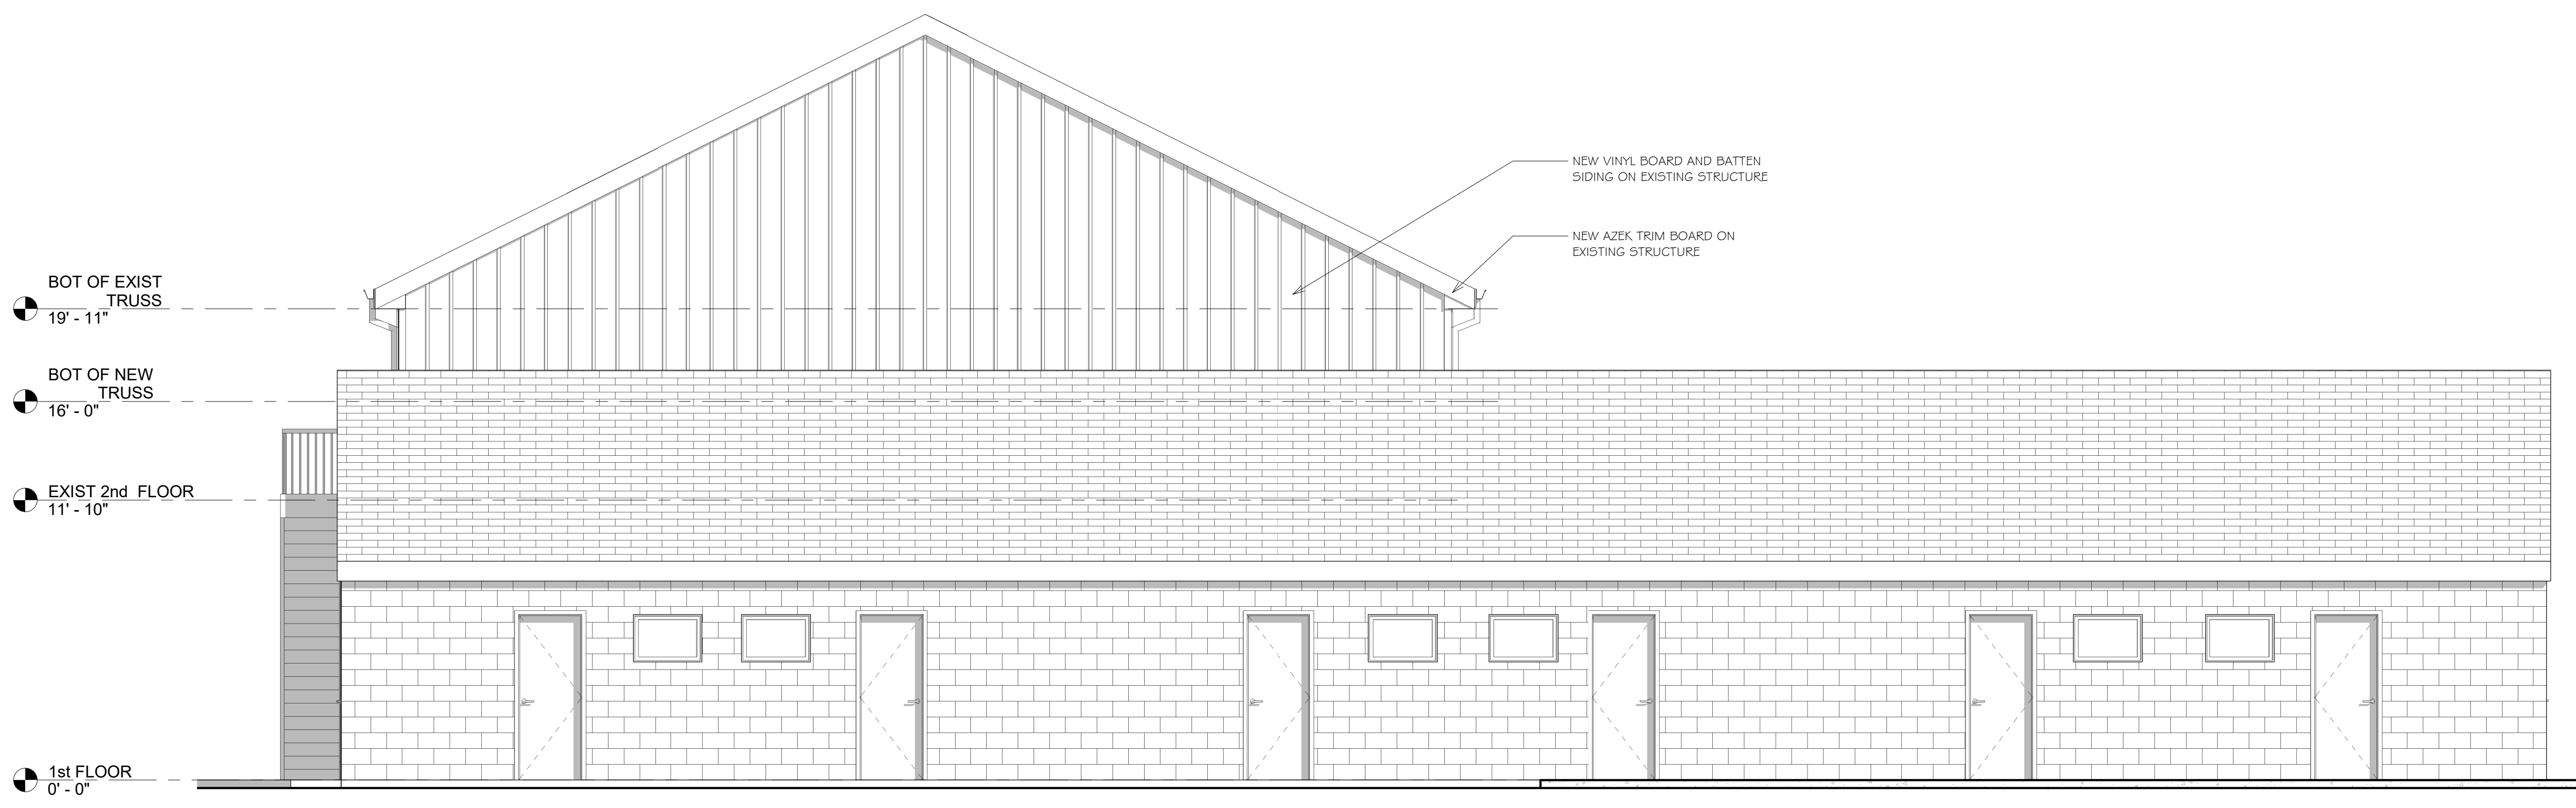 NEW VINYL BOARD AND BATTEN
SIDING ON EXISTING STRUCTURE
NEW AZEK TRIM BOARD ON
EXISTING STRUCTURE
BOT OF EXIST
TRUSS
19' - 11"
BOT OF NEW
TRUSS
16' - 0"
EXIST 2nd FLOOR
11' - 10"
1st FLOOR
0' - 0"